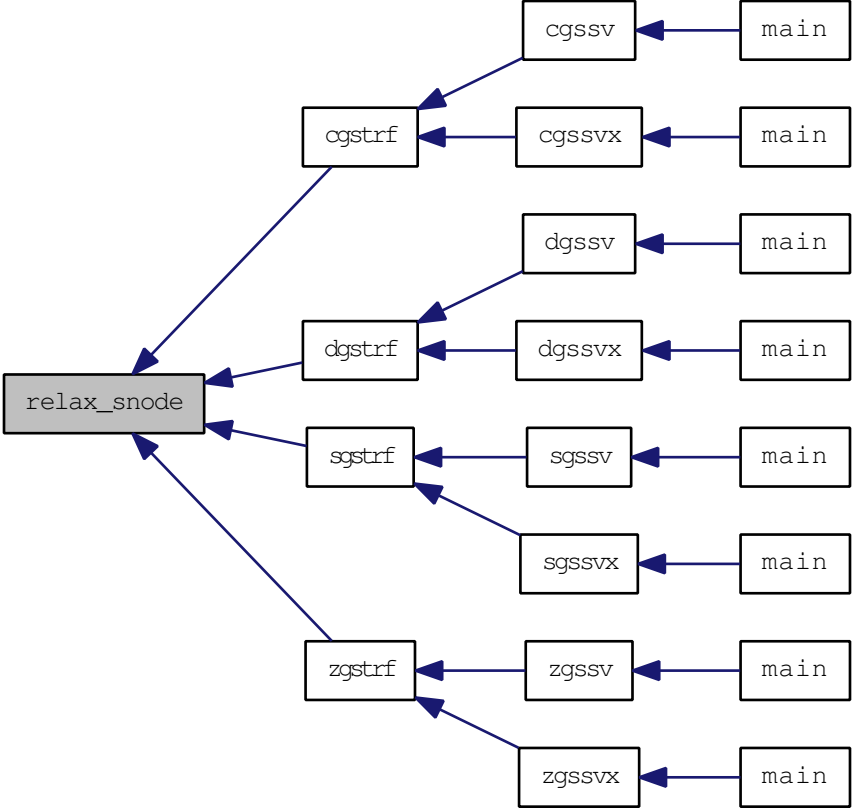 cgssv
main
cgstrf
cgssvx
main
dgssv
main
dgstrf
dgssvx
main
relax_snode
sgstrf
sgssv
main
sgssvx
main
zgstrf
zgssv
main
zgssvx
main